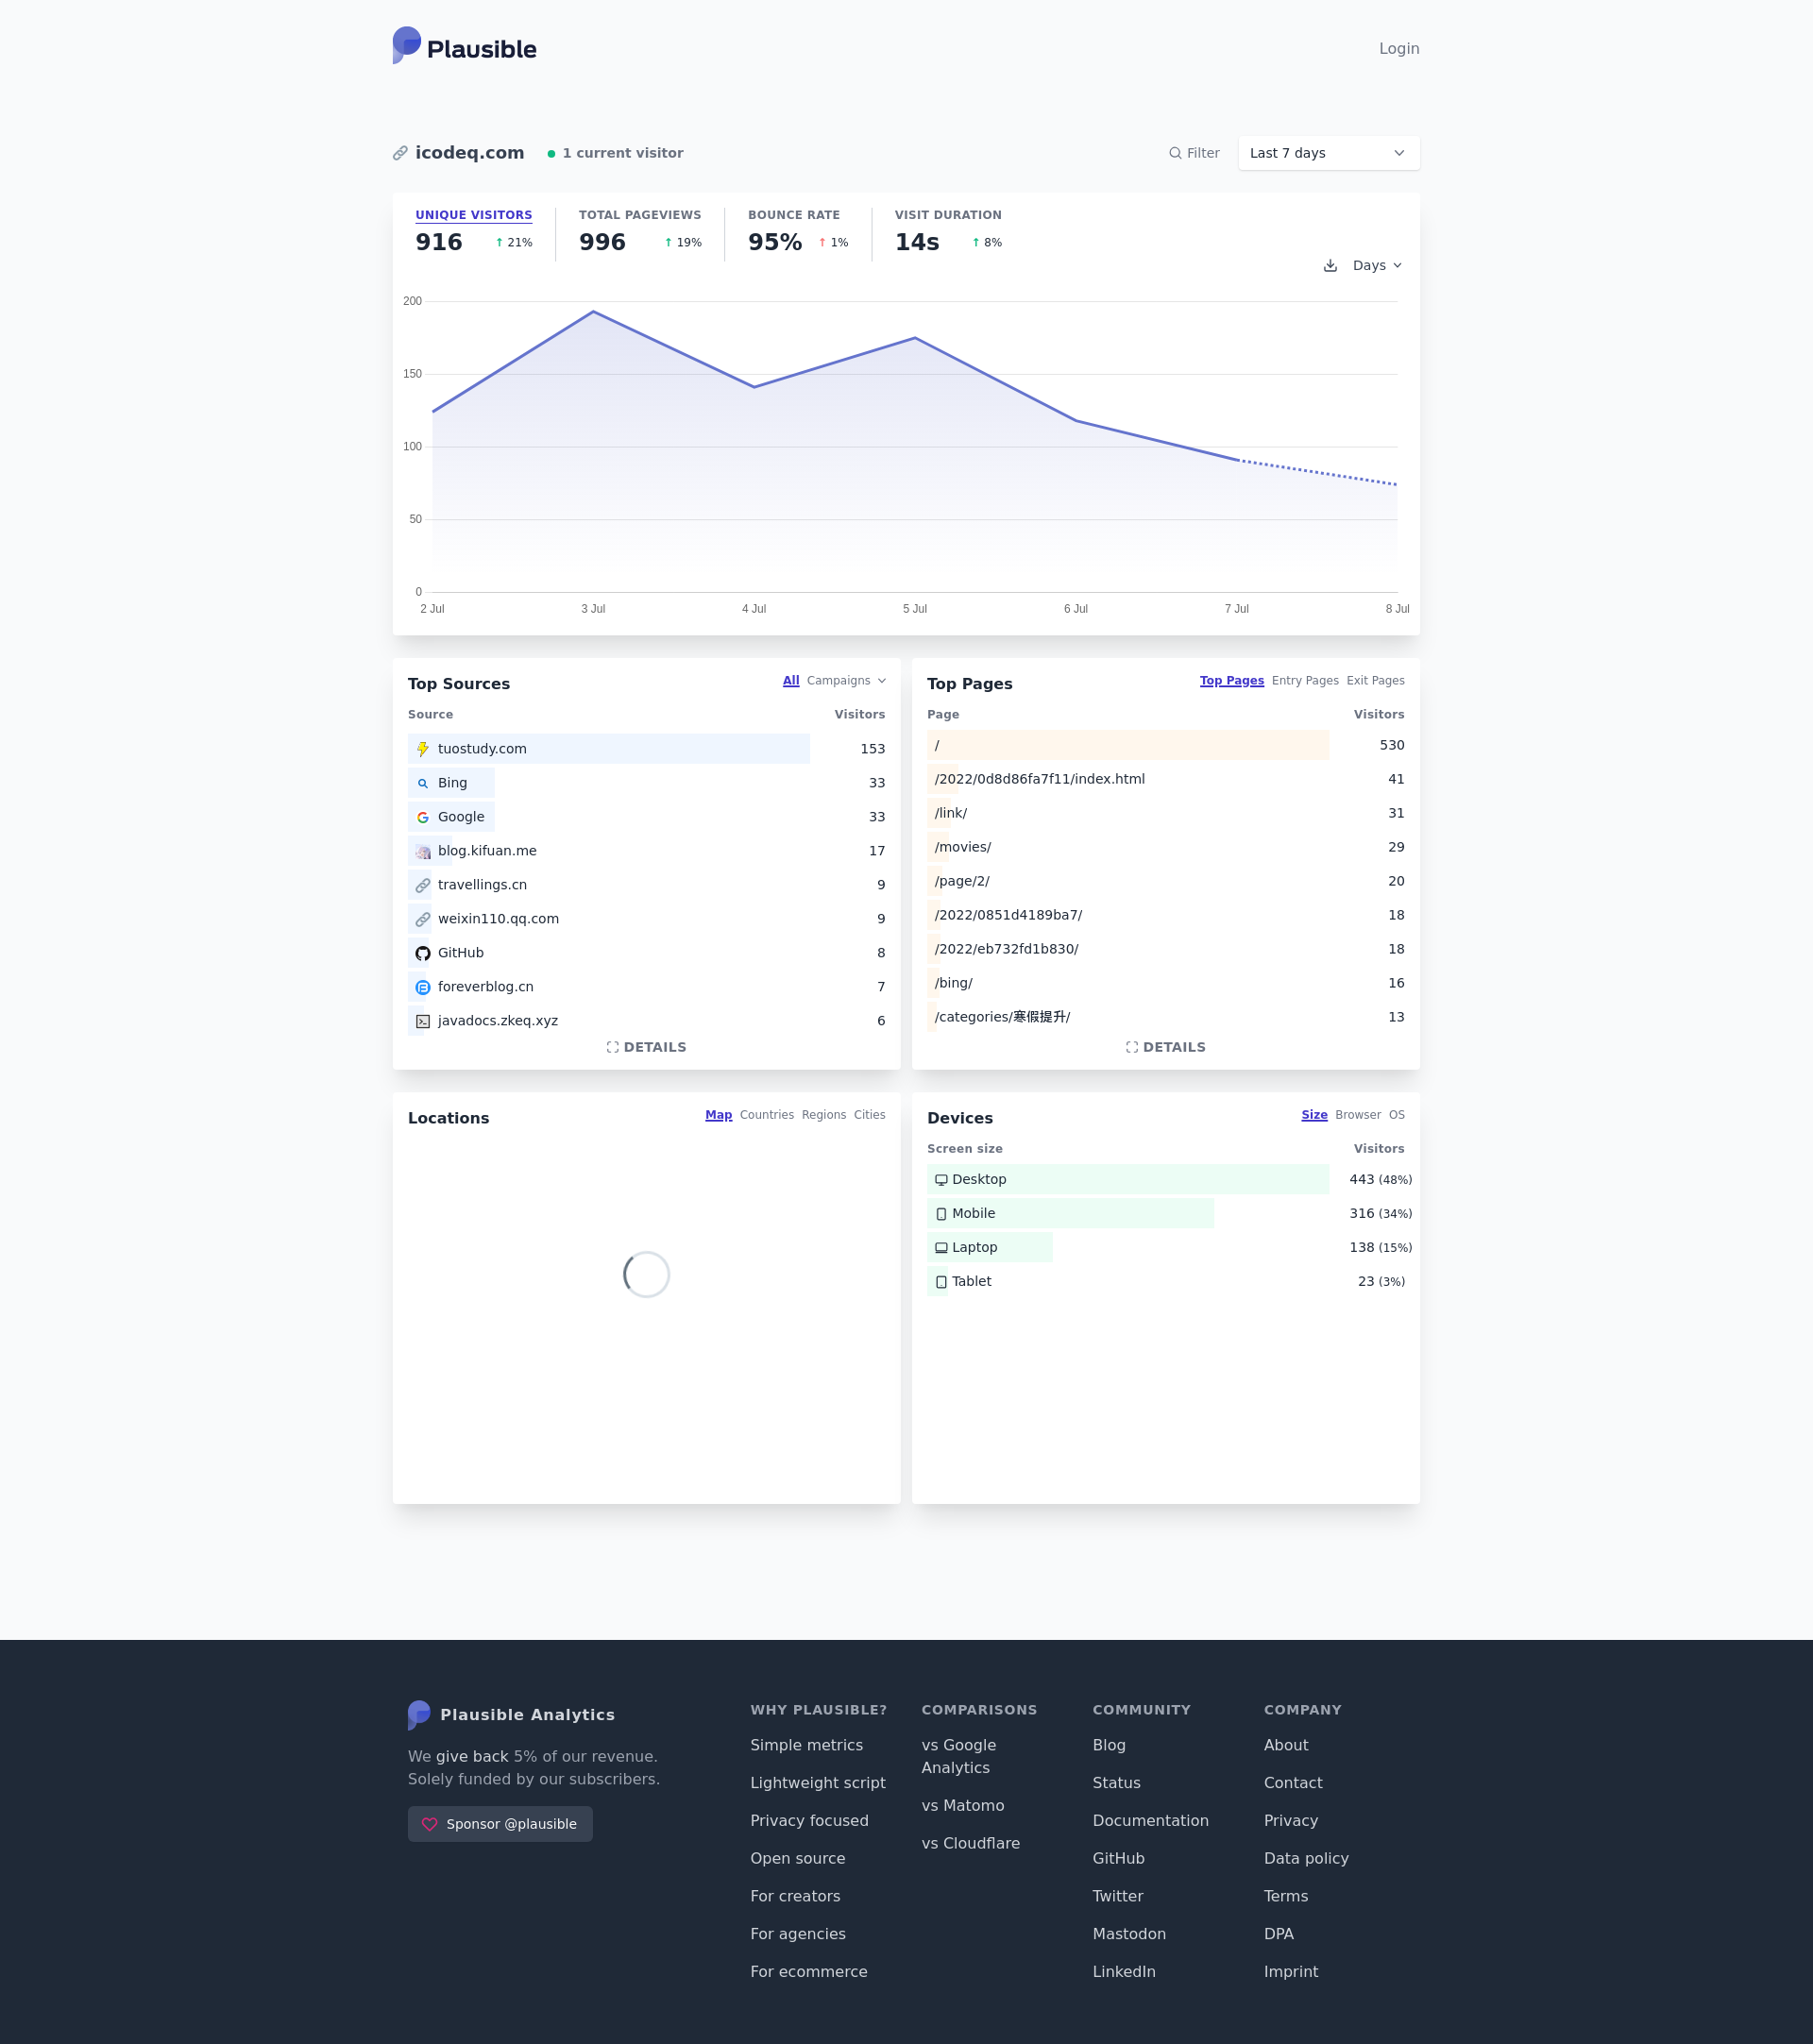 Plausible
Login
icodeq.com
1 current visitor
Filter
Last 7 days
UNIQUE VISITORS
916 ↑ 21%
TOTAL PAGEVIEWS
996 ↑ 19%
BOUNCE RATE
95% ↑ 1%
VISIT DURATION
14s ↑ 8%
Days
200
150
100
50
0
2 Jul
3 Jul
4 Jul
5 Jul
6 Jul
7 Jul
8 Jul
Top Sources
All Campaigns
Source Visitors
tuostudy.com 153
Bing 33
Google 33
blog.kifuan.me 17
travellings.cn 9
weixin110.qq.com 9
GitHub 8
foreverblog.cn 7
javadocs.zkeq.xyz 6
DETAILS
Top Pages
Top Pages Entry Pages Exit Pages
Page Visitors
/ 530
/2022/0d8d86fa7f11/index.html 41
/link/ 31
/movies/ 29
/page/2/ 20
/2022/0851d4189ba7/ 18
/2022/eb732fd1b830/ 18
/bing/ 16
/categories/寒假提升/ 13
DETAILS
Locations
Map Countries Regions Cities
Devices
Size Browser OS
Screen size Visitors
Desktop 443 (48%)
Mobile 316 (34%)
Laptop 138 (15%)
Tablet 23 (3%)
Plausible Analytics
We give back 5% of our revenue.
Solely funded by our subscribers.
Sponsor @plausible
WHY PLAUSIBLE?
Simple metrics
Lightweight script
Privacy focused
Open source
For creators
For agencies
For ecommerce
COMPARISONS
vs Google
Analytics
vs Matomo
vs Cloudflare
COMMUNITY
Blog
Status
Documentation
GitHub
Twitter
Mastodon
LinkedIn
COMPANY
About
Contact
Privacy
Data policy
Terms
DPA
Imprint